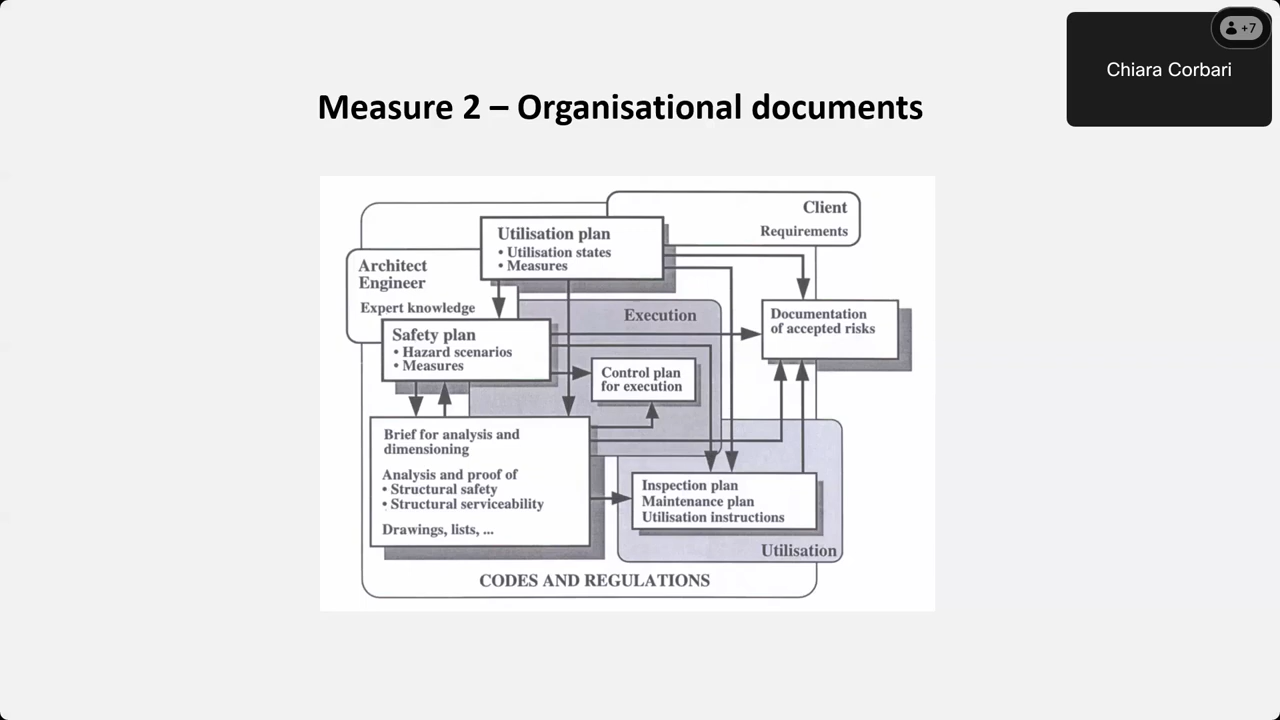 +7
Chiara Corbari
Measure 2 – Organisational documents
Client
Requirements
Utilisation plan
• Utilisation states
• Measures
Architect
Engineer
Expert knowledge
Execution
Documentation
of accepted risks
Safety plan
• Hazard scenarios
• Measures
Control plan
for execution
Brief for analysis and
dimensioning
Analysis and proof of
• Structural safety
• Structural serviceability
Drawings, lists, ...
Inspection plan
Maintenance plan
Utilisation instructions
Utilisation
CODES AND REGULATIONS